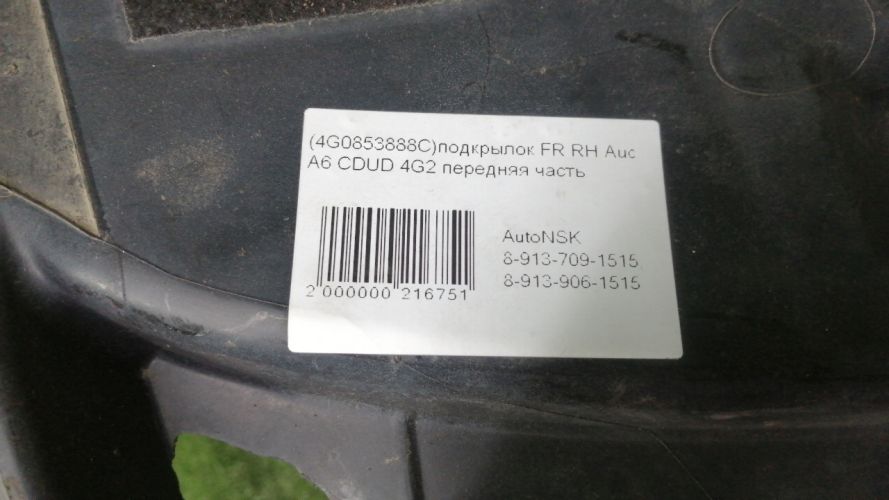 (4G0853888C)подкрылок FR RH Auc
A6 CDUD 4G2 передняя часть
AutoNSK
8-913-709-1515
8-913-906-1515
2 000000 216751